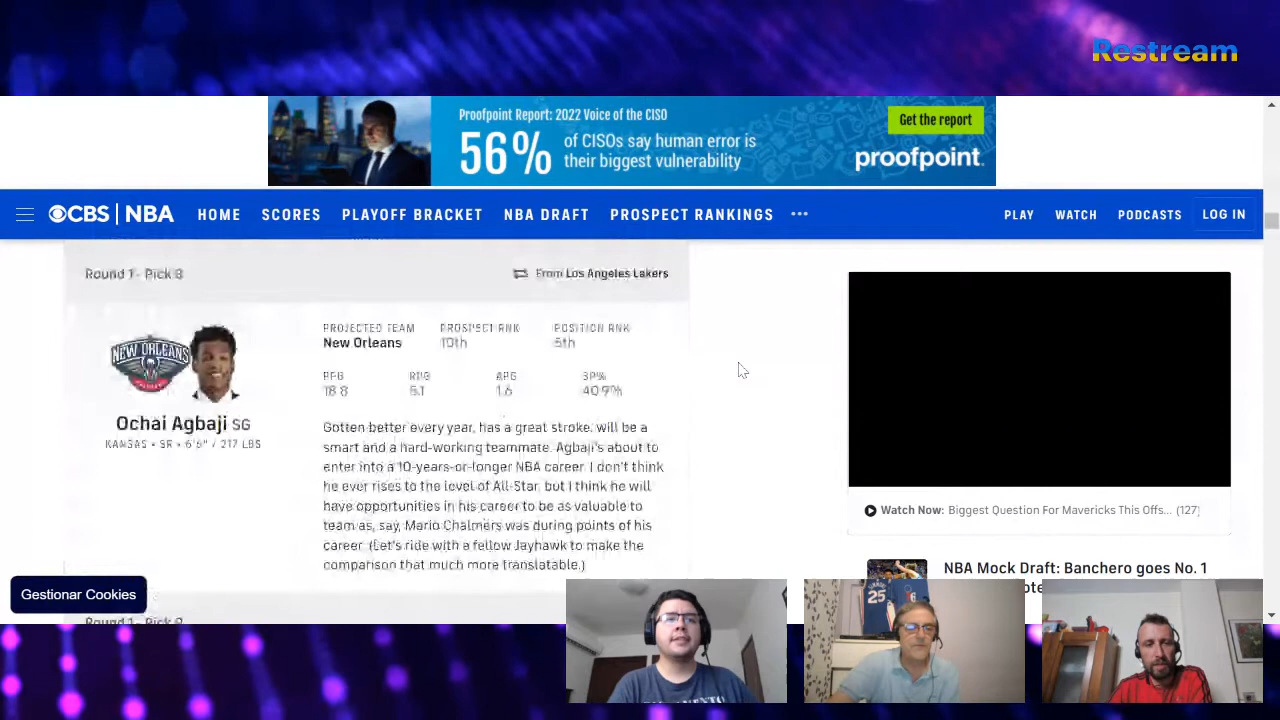 Restream
Proofpoint Report: 2022 Voice of the CISO
56% of CISOs say human error is
their biggest vulnerability
Get the report
proofpoint.
CBS | NBA HOME SCORES PLAYOFF BRACKET NBA DRAFT PROSPECT RANKINGS ••• PLAY WATCH PODCASTS LOG IN
Round 1 - Pick 8 From Los Angeles Lakers
PROJECTED TEAM PROSPECT RNK POSITION RNK
New Orleans 10th 5th
PPG RPG APG 3P%
18.8 5.1 1.6 40.7%
NEW ORLEANS
Ochai Agbaji SG
KANSAS • SR • 6'6" / 217 LBS
Gotten better every year, has a great stroke, will be a
smart and a hard-working teammate. Agbaji's about to
enter into a 10-years-or-longer NBA career. I don't think
he ever rises to the level of All-Star, but I think he will
have opportunities in his career to be as valuable to
team as, say, Mario Chalmers was during points of his
career. (Let's ride with a fellow Jayhawk to make the
comparison that much more translatable.)
Round 1 - Pick 9
Watch Now: Biggest Question For Mavericks This Offs... (1:27)
NBA Mock Draft: Banchero goes No. 1
Gestionar Cookies
25